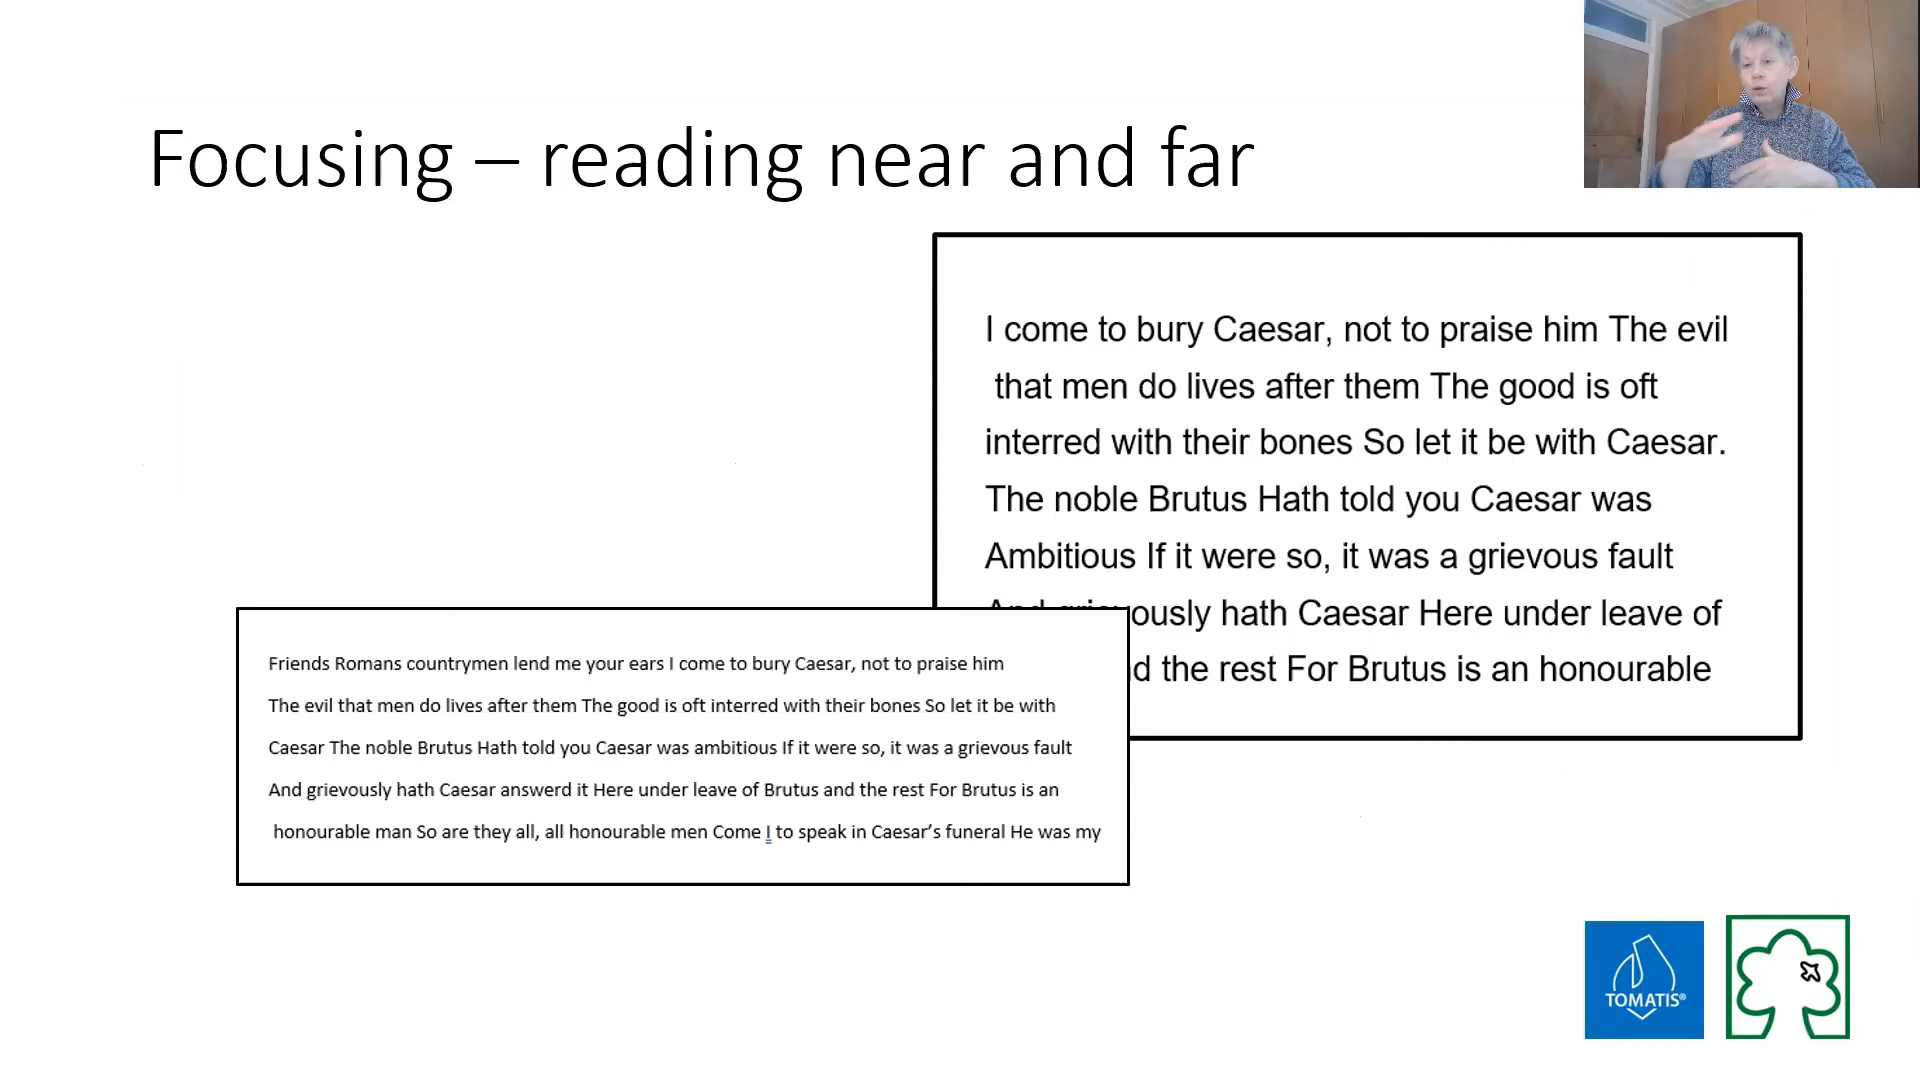 Focusing – reading near and far
I come to bury Caesar, not to praise him The evil
that men do lives after them The good is oft
interred with their bones So let it be with Caesar.
The noble Brutus Hath told you Caesar was
Ambitious If it were so, it was a grievous fault
And grievously hath Caesar Here under leave of
the rest For Brutus is an honourable
Friends Romans countrymen lend me your ears I come to bury Caesar, not to praise him
The evil that men do lives after them The good is oft interred with their bones So let it be with
Caesar The noble Brutus Hath told you Caesar was ambitious If it were so, it was a grievous fault
And grievously hath Caesar answerd it Here under leave of Brutus and the rest For Brutus is an
honourable man So are they all, all honourable men Come I to speak in Caesar’s funeral He was my
TOMATIS®